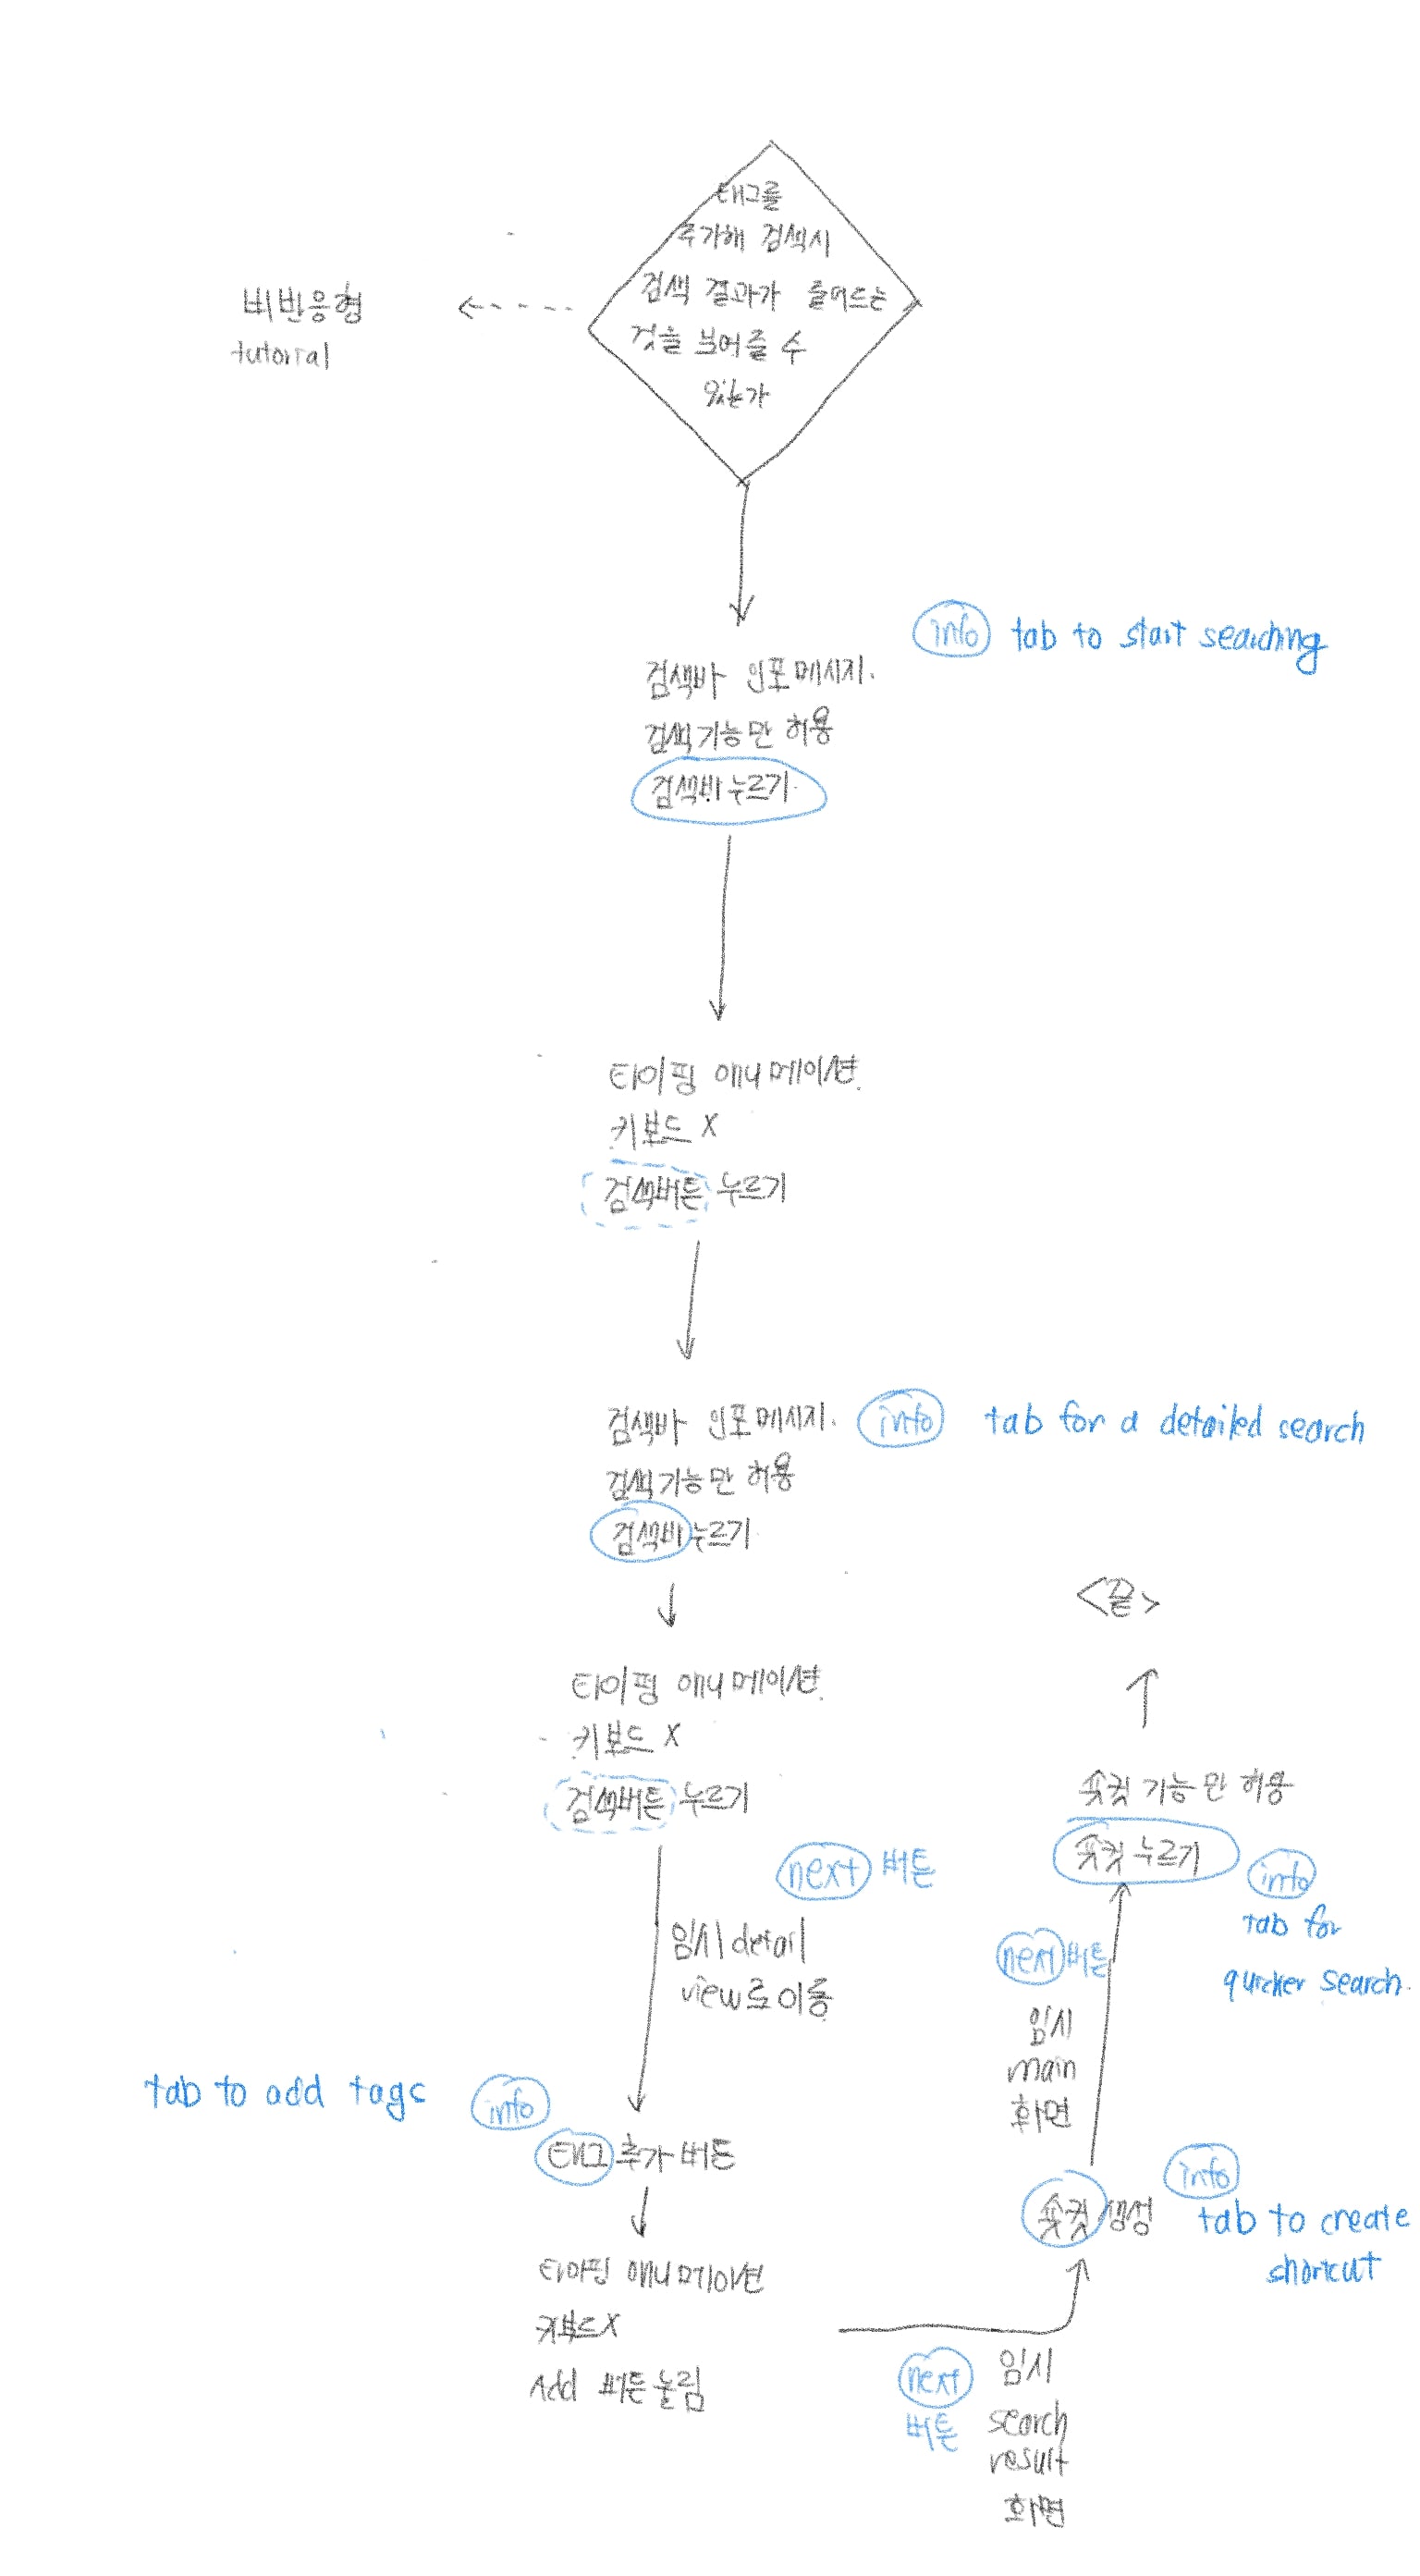 태그를
추가해 검색시
검색 결과가 줄어드는
것을 보여줄 수
있는가
비반응형
tutorial
info tab to start searching
검색바 인포메시지.
검색기능만 허용
검색바 누르기
타이핑 애니메이션.
키보드 X
검색버튼 누르기
검색바 인포메시지. info tab for a detailed search
검색기능만 허용
검색바 누르기
타이핑 애니메이션.
키보드 X
검색버튼 누르기
next 버튼
임시 detail
view로 이동
tab to add tags info
태그 추가 버튼
타이핑 애니메이션
키보드 X
Add 버튼 눌림
next
버튼
임시
search
result
화면
숏컷 생성
info
tab to create
shortcut
next 버튼
임시
main
화면
숏컷 기능만 허용
숏컷 누르기
info
tab for
quicker search.
<끝>